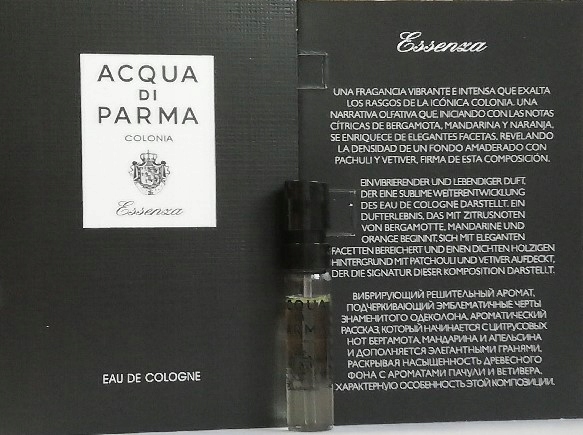 ACQUA
DI
PARMA
COLONIA
Essenza
EAU DE COLOGNE
Essenza
UNA FRAGANCIA VIBRANTE E INTENSA QUE EXALTA
LOS RASGOS DE LA ICÓNICA COLONIA. UNA
NARRATIVA OLFATIVA QUE, INICIANDO CON LAS NOTAS
CÍTRICAS DE BERGAMOTA, MANDARINA Y NARANJA,
SE ENRIQUECE DE ELEGANTES FACETAS, REVELANDO
LA DENSIDAD DE UN FONDO AMADERADO CON
PACHULI Y VETIVER, FIRMA DE ESTA COMPOSICIÓN.
EIN VIBRIERENDER UND LEBENDIGER DUFT,
DER EINE SUBLIME WEITERENTWICKLUNG
DES EAU DE COLOGNE DARSTELLT. EIN
DUFTERLEBNIS, DAS MIT ZITRUSNOTEN
VON BERGAMOTTE, MANDARINE UND
ORANGE BEGINNT, SICH MIT ELEGANTEN
FACETTEN BEREICHERT UND EINEN DICHTEN HOLZIGEN
HINTERGRUND MIT PATCHOULI UND VETIVER AUFDECKT,
DER DIE SIGNATUR DIESER KOMPOSITION DARSTELLT.
ВИБРИРУЮЩИЙ РЕШИТЕЛЬНЫЙ АРОМАТ,
ПОДЧЕРКИВАЮЩИЙ ЭМБЛЕМАТИЧНЫЕ ЧЕРТЫ
ЗНАМЕНИТОГО ОДЕКОЛОНА. АРОМАТИЧЕСКИЙ
РАССКАЗ, КОТОРЫЙ НАЧИНАЕТСЯ С ЦИТРУСОВЫХ
НОТ БЕРГАМОТА, МАНДАРИНА И АПЕЛЬСИНА
И ДОПОЛНЯЕТСЯ ЭЛЕГАНТНЫМИ ГРАНЯМИ,
РАСКРЫВАЯ НАСЫЩЕННОСТЬ ДРЕВЕСНОГО
ФОНА С АРОМАТАМИ ПАЧУЛИ И ВЕТИВЕРА,
ХАРАКТЕРНУЮ ОСОБЕННОСТЬ ЭТОЙ КОМПОЗИЦИИ.